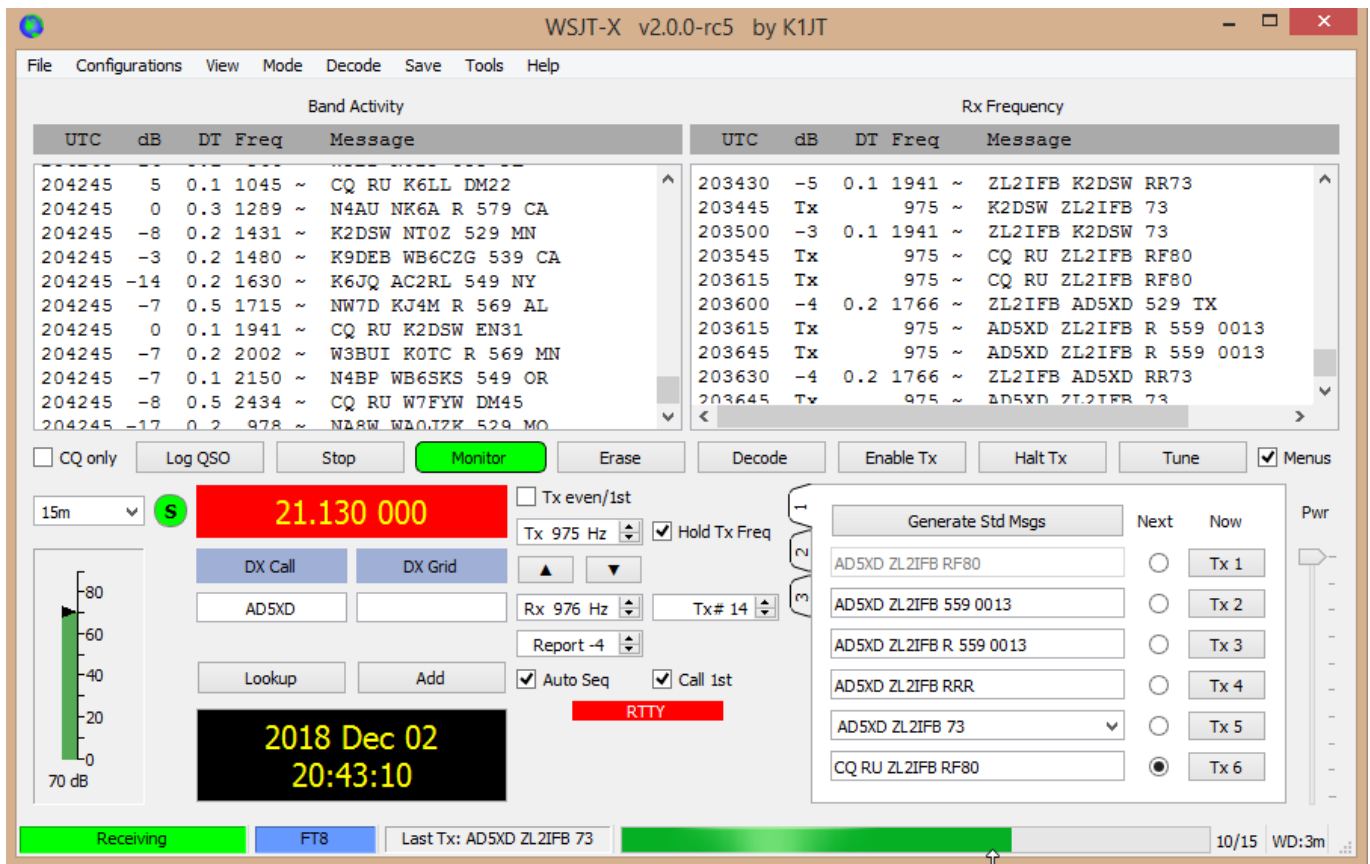 WSJT-X v2.0.0-rc5 by K1JT
File Configurations View Mode Decode Save Tools Help
Band Activity
UTC dB DT Freq Message
204245 5 0.1 1045 ~ CQ RU K6LL DM22
204245 0 0.3 1289 ~ N4AU NK6A R 579 CA
204245 -8 0.2 1431 ~ K2DSW NT0Z 529 MN
204245 -3 0.2 1480 ~ K9DEB WB6CZG 539 CA
204245 -14 0.2 1630 ~ K6JQ AC2RL 549 NY
204245 -7 0.5 1715 ~ NW7D KJ4M R 569 AL
204245 0 0.1 1941 ~ CQ RU K2DSW EN31
204245 -7 0.2 2002 ~ W3BUI K0TC R 569 MN
204245 -7 0.1 2150 ~ N4BP WB6SKS 549 OR
204245 -8 0.5 2434 ~ CQ RU W7FYW DM45
204245 -17 0.2 978 ~ NA8W WA0JZK 529 MO
Rx Frequency
UTC dB DT Freq Message
203430 -5 0.1 1941 ~ ZL2IFB K2DSW RR73
203445 Tx 975 ~ K2DSW ZL2IFB 73
203500 -3 0.1 1941 ~ ZL2IFB K2DSW 73
203545 Tx 975 ~ CQ RU ZL2IFB RF80
203615 Tx 975 ~ CQ RU ZL2IFB RF80
203600 -4 0.2 1766 ~ ZL2IFB AD5XD 529 TX
203615 Tx 975 ~ AD5XD ZL2IFB R 559 0013
203645 Tx 975 ~ AD5XD ZL2IFB R 559 0013
203630 -4 0.2 1766 ~ ZL2IFB AD5XD RR73
203645 Tx 975 ~ AD5XD ZL2IFB 73
CQ only Log QSO Stop Monitor Erase Decode Enable Tx Halt Tx Tune Menus
15m S 21.130 000
Tx even/1st
Tx 975 Hz Hold Tx Freq
DX Call DX Grid
AD5XD
Rx 976 Hz Tx# 14
Report -4
Lookup Add
Auto Seq Call 1st
RTTY
2018 Dec 02
20:43:10
-80
-60
-40
-20
-0
70 dB
1
2
3
Generate Std Msgs Next Now
AD5XD ZL2IFB RF80 Tx 1
AD5XD ZL2IFB 559 0013 Tx 2
AD5XD ZL2IFB R 559 0013 Tx 3
AD5XD ZL2IFB RRR Tx 4
AD5XD ZL2IFB 73 Tx 5
CQ RU ZL2IFB RF80 Tx 6
Pwr
Receiving FT8 Last Tx: AD5XD ZL2IFB 73 10/15 WD:3m